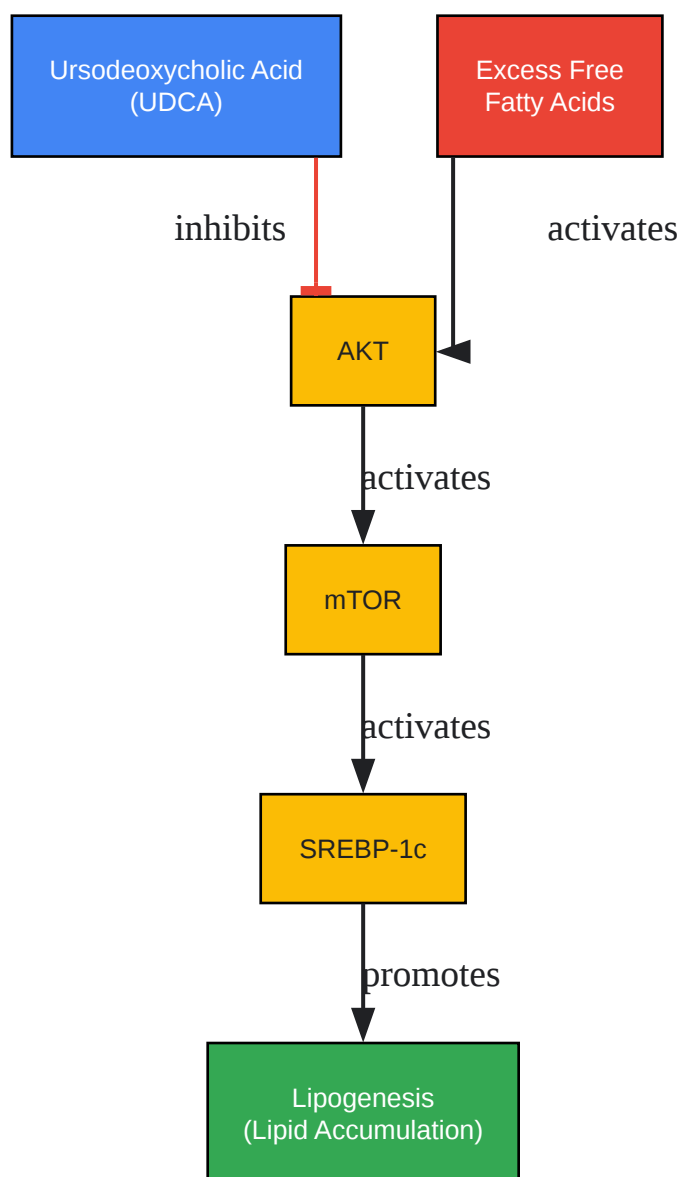 Ursodeoxycholic Acid
(UDCA)
Excess Free
Fatty Acids
inhibits
activates
AKT
activates
mTOR
activates
SREBP-1c
promotes
Lipogenesis
(Lipid Accumulation)